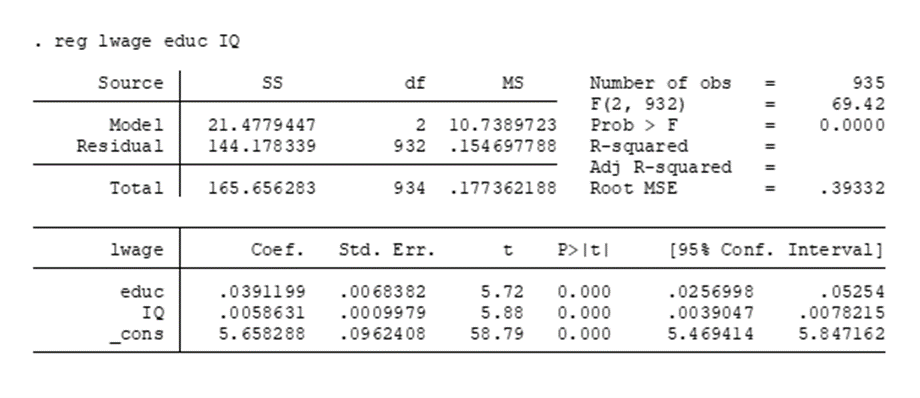 . reg lwage educ IQ
Source SS df MS Number of obs = 935
F(2, 932) = 69.42
Model 21.4779447 2 10.7389723 Prob > F = 0.0000
Residual 144.178339 932 .154697788 R-squared =
Adj R-squared =
Total 165.656283 934 .177362188 Root MSE = .39332
lwage Coef. Std. Err. t P>|t| [95% Conf. Interval]
educ .0391199 .0068382 5.72 0.000 .0256998 .05254
IQ .0058631 .0009979 5.88 0.000 .0039047 .0078215
_cons 5.658288 .0962408 58.79 0.000 5.469414 5.847162